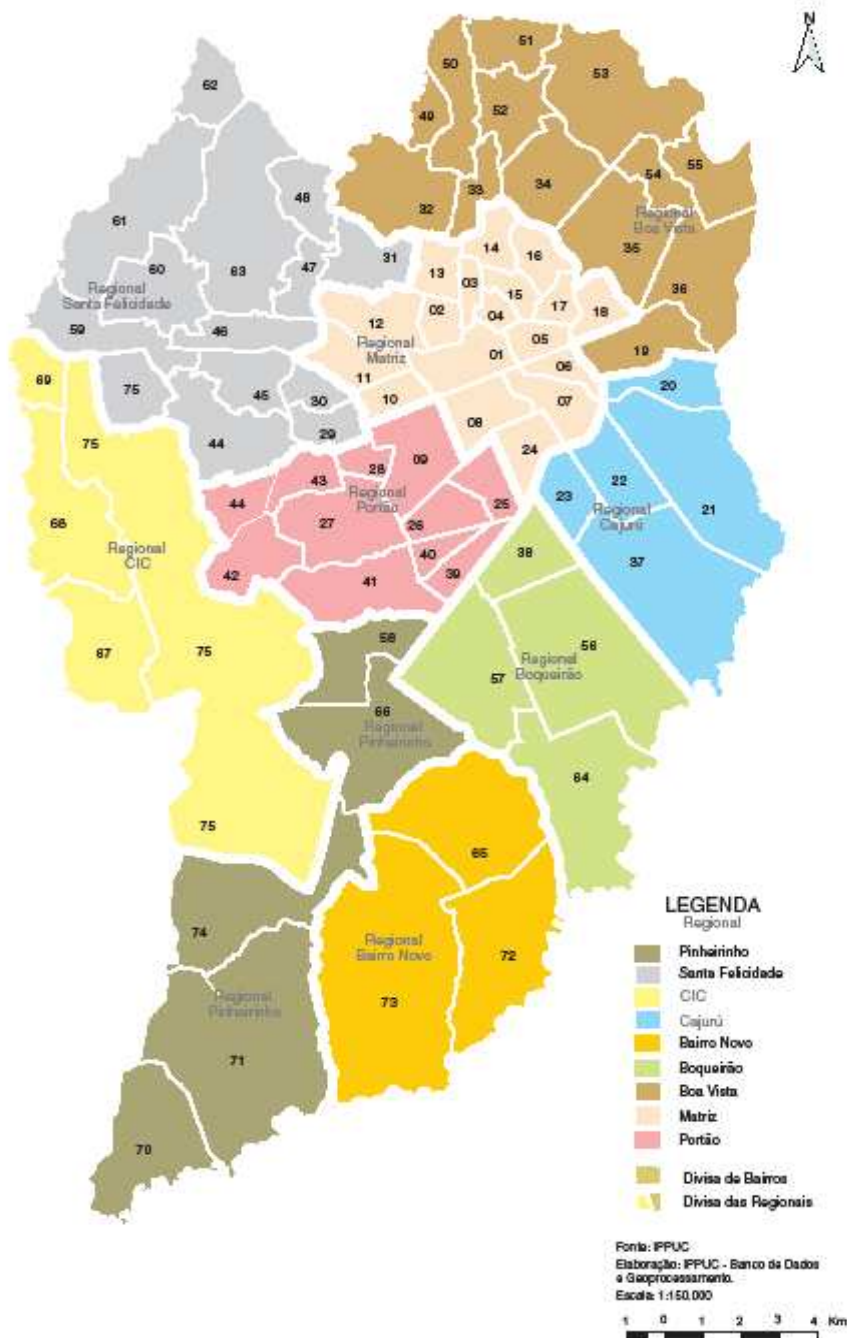 N
62
51
50
53
52
49
48
33
34
54
55
61
32
Regional
Boa Vista
35
31
14
16
60
63
47
13
03
36
Regional
Santa Felicidade
15
17
18
02
04
12
59
46
Regional
Matriz
05
01
19
69
11
06
20
75
45
30
10
07
75
08
44
29
09
24
43
28
22
Regional
Portão
23
Regional
Cajurú
21
44
27
25
68
26
Regional
CIC
38
37
42
41
40
39
58
75
67
56
57
Regional
Boqueirão
66
Regional
Pinheirinho
64
75
65
LEGENDA
Regional
74
Regional
Bairro Novo
72
Pinheirinho
Santa Felicidade
CIC
Cajurú
Bairro Novo
Boqueirão
Boa Vista
Matriz
Portão
Divisa de Bairros
Divisa das Regionais
73
Regional
Pinheirinho
71
70
Fonte: IPPUC
Elaboração: IPPUC - Banco de Dados
e Geoprocessamento.
Escala: 1:150.000
1 0 1 2 3 4 Km